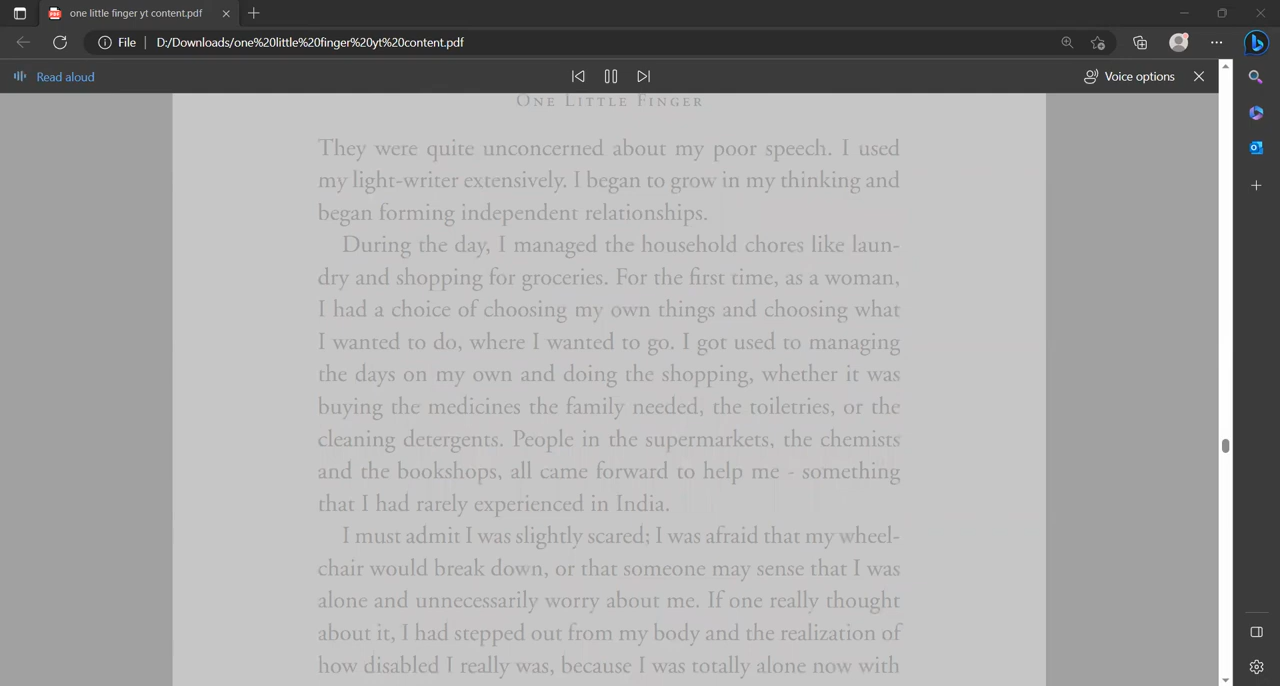 one little finger yt content.pdf
File D:/Downloads/one%20little%20finger%20yt%20content.pdf
Read aloud Voice options
ONE LITTLE FINGER
They were quite unconcerned about my poor speech. I used
my light-writer extensively. I began to grow in my thinking and
began forming independent relationships.
During the day, I managed the household chores like laun-
dry and shopping for groceries. For the first time, as a woman,
I had a choice of choosing my own things and choosing what
I wanted to do, where I wanted to go. I got used to managing
the days on my own and doing the shopping, whether it was
buying the medicines the family needed, the toiletries, or the
cleaning detergents. People in the supermarkets, the chemists
and the bookshops, all came forward to help me - something
that I had rarely experienced in India.
I must admit I was slightly scared; I was afraid that my wheel-
chair would break down, or that someone may sense that I was
alone and unnecessarily worry about me. If one really thought
about it, I had stepped out from my body and the realization of
how disabled I really was, because I was totally alone now with